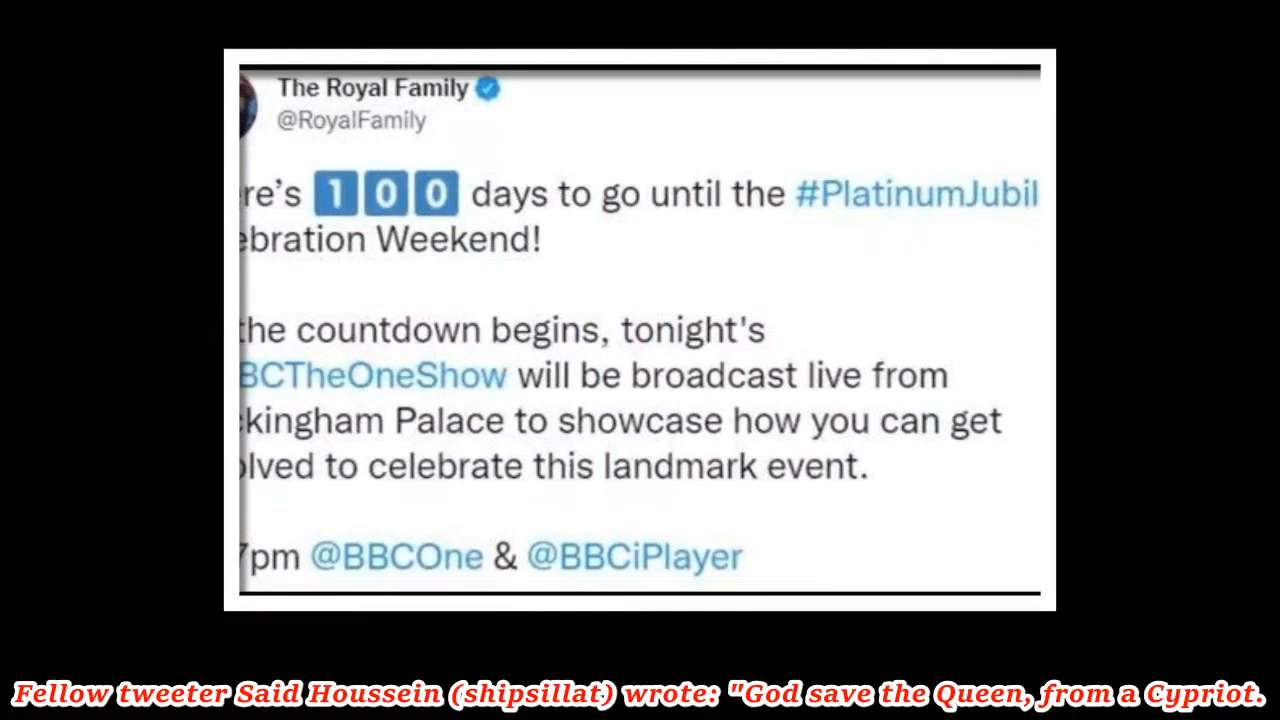 The Royal Family
@RoyalFamily
re's 100 days to go until the #PlatinumJubil
ebration Weekend!
the countdown begins, tonight's
BCTheOneShow will be broadcast live from
ckingham Palace to showcase how you can get
olved to celebrate this landmark event.
7pm @BBCOne & @BBCiPlayer
Fellow tweeter Said Houssein (shipsillat) wrote: "God save the Queen, from a Cypriot.